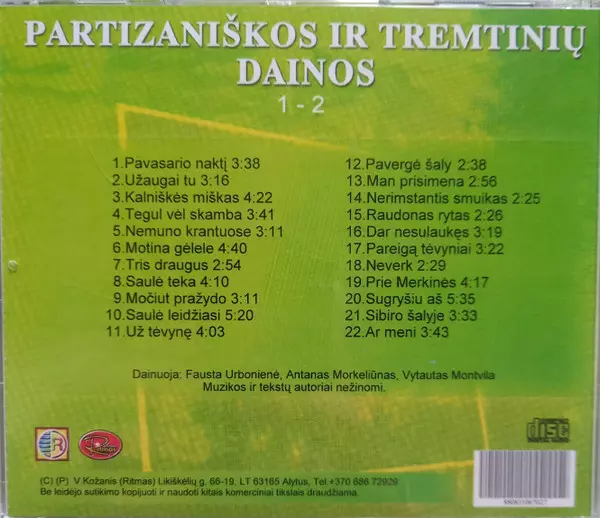 PARTIZANIŠKOS IR TREMTINIŲ
DAINOS
1 - 2
1.Pavasario naktį 3:38
2.Užaugai tu 3:16
3.Kalniškės miškas 4:22
4.Tegul vėl skamba 3:41
5.Nemuno krantuose 3:11
6.Motina gėlele 4:40
7.Tris draugus 2:54
8.Saulė teka 4:10
9.Močiut pražydo 3:11
10.Saulė leidžiasi 5:20
11.Už tėvynę 4:03
12.Pavergė šaly 2:38
13.Man prisimena 2:56
14.Nerimstantis smuikas 2:25
15.Raudonas rytas 2:26
16.Dar nesulaukęs 3:19
17.Pareigą tėvyniai 3:22
18.Neverk 2:29
19.Prie Merkinės 4:17
20.Sugryšiu aš 5:35
21.Sibiro šalyje 3:33
22.Ar meni 3:43
Dainuoja: Fausta Urbonienė, Antanas Morkeliūnas, Vytautas Montvila
Muzikos ir tekstų autoriai nežinomi.
R
disc
DIGITAL AUDIO
(C) (P) V Kožanis (Ritmas) Likiškėlių g. 66-19, LT 63165 Alytus, Tel +370 686 72929
Be leidėjo sutikimo kopijuoti ir naudoti kitais komerciniai tikslais draudžiama.